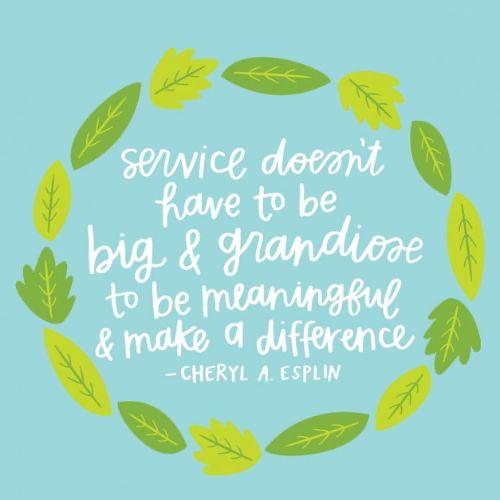 service doesn't
have to be
big & grandiose
to be meaningful
& make a difference
- CHERYL A. ESPLIN